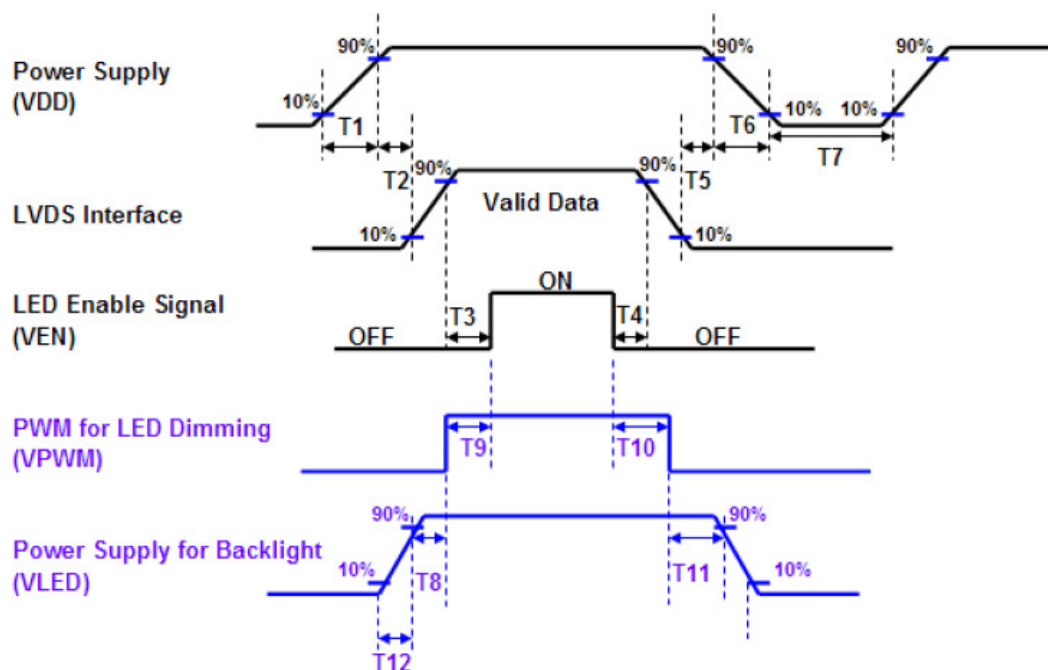 90%
90%
90%
Power Supply
(VDD)
10%
10%
10%
T1
T6
T7
T2
T5
90%
90%
Valid Data
LVDS Interface
10%
10%
ON
LED Enable Signal
(VEN)
T3
T4
OFF
OFF
PWM for LED Dimming
(VPWM)
T9
T10
90%
90%
Power Supply for Backlight
(VLED)
10%
10%
T8
T11
T12